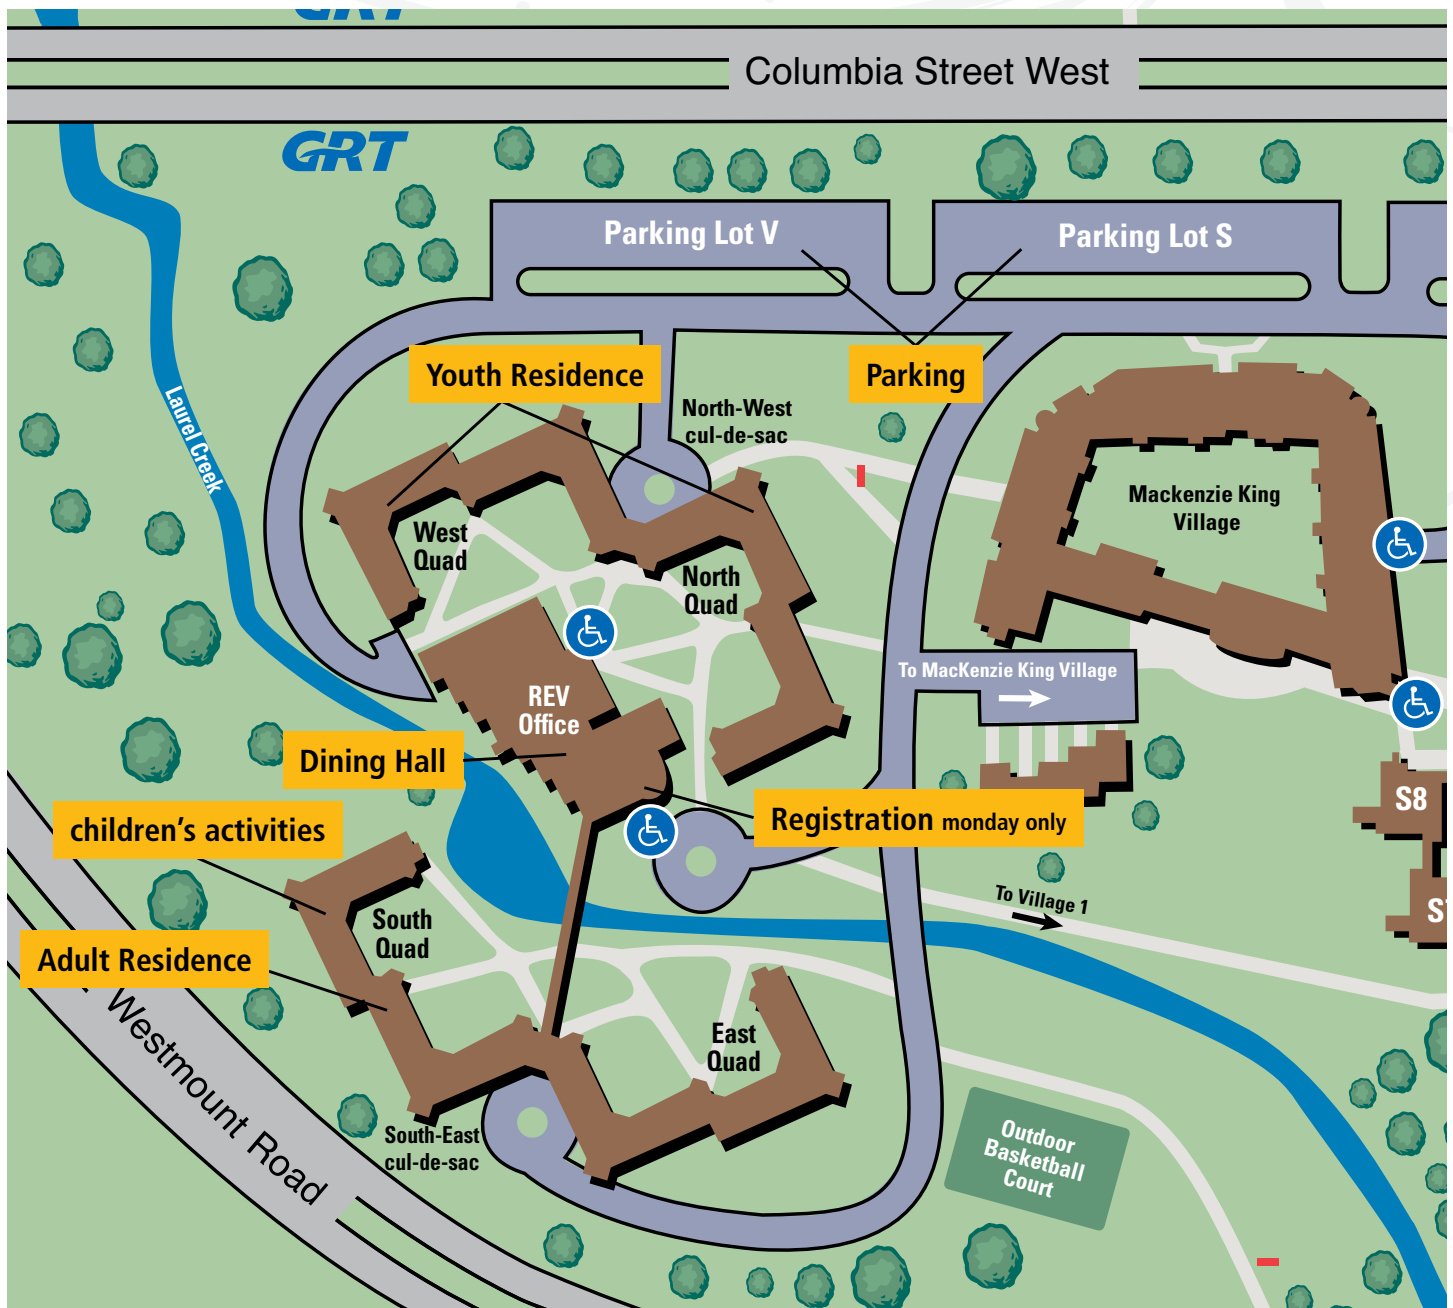 GRT
Columbia Street West
GRT
Parking Lot V
Parking Lot S
Youth Residence
Parking
North-West
cul-de-sac
Laurel Creek
Mackenzie King
Village
West
Quad
North
Quad
To MacKenzie King Village
REV
Office
Dining Hall
children's activities
Registration monday only
S8
To Village 1
South
Quad
Adult Residence
Westmount Road
East
Quad
South-East
cul-de-sac
Outdoor
Basketball
Court